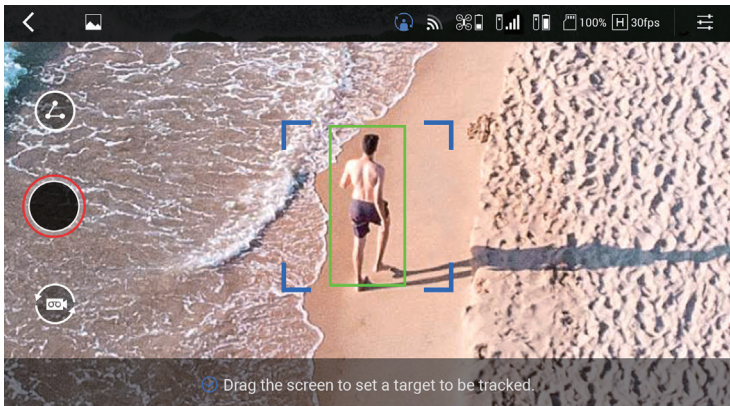 100% H 30fps
Drag the screen to set a target to be tracked.